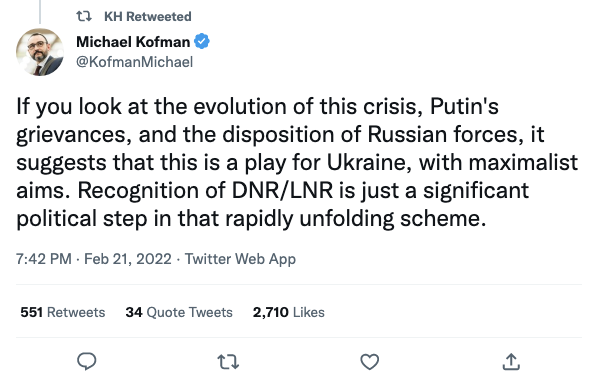 KH Retweeted
Michael Kofman
@KofmanMichael
If you look at the evolution of this crisis, Putin's
grievances, and the disposition of Russian forces, it
suggests that this is a play for Ukraine, with maximalist
aims. Recognition of DNR/LNR is just a significant
political step in that rapidly unfolding scheme.
7:42 PM · Feb 21, 2022 · Twitter Web App
551 Retweets 34 Quote Tweets 2,710 Likes